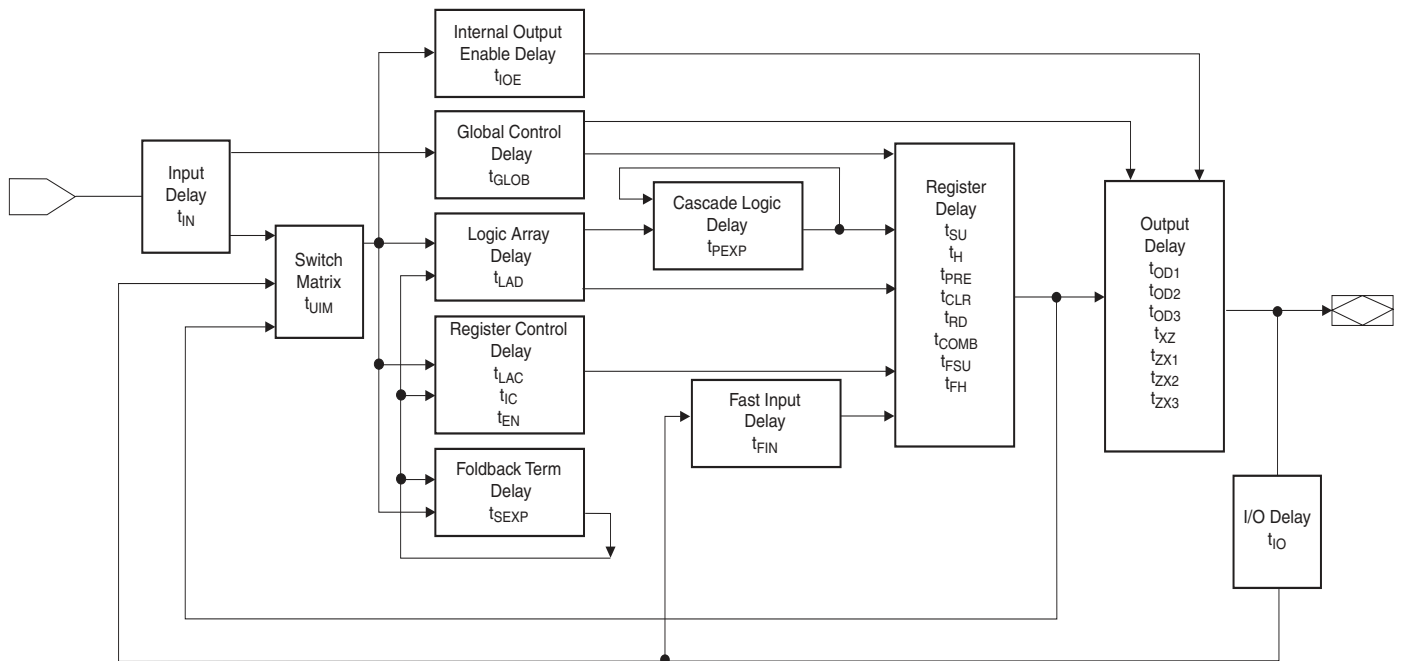 Internal Output
Enable Delay
tIOE
Global Control
Delay
tGLOB
Input
Delay
tIN
Switch
Matrix
tUIM
Logic Array
Delay
tLAD
Cascade Logic
Delay
tPEXP
Register Control
Delay
tLAC
tIC
tEN
Foldback Term
Delay
tSEXP
Fast Input
Delay
tFIN
Register
Delay
tSU
tH
tPRE
tCLR
tRD
tCOMB
tFSU
tFH
Output
Delay
tOD1
tOD2
tOD3
tXZ
tZX1
tZX2
tZX3
I/O Delay
tIO